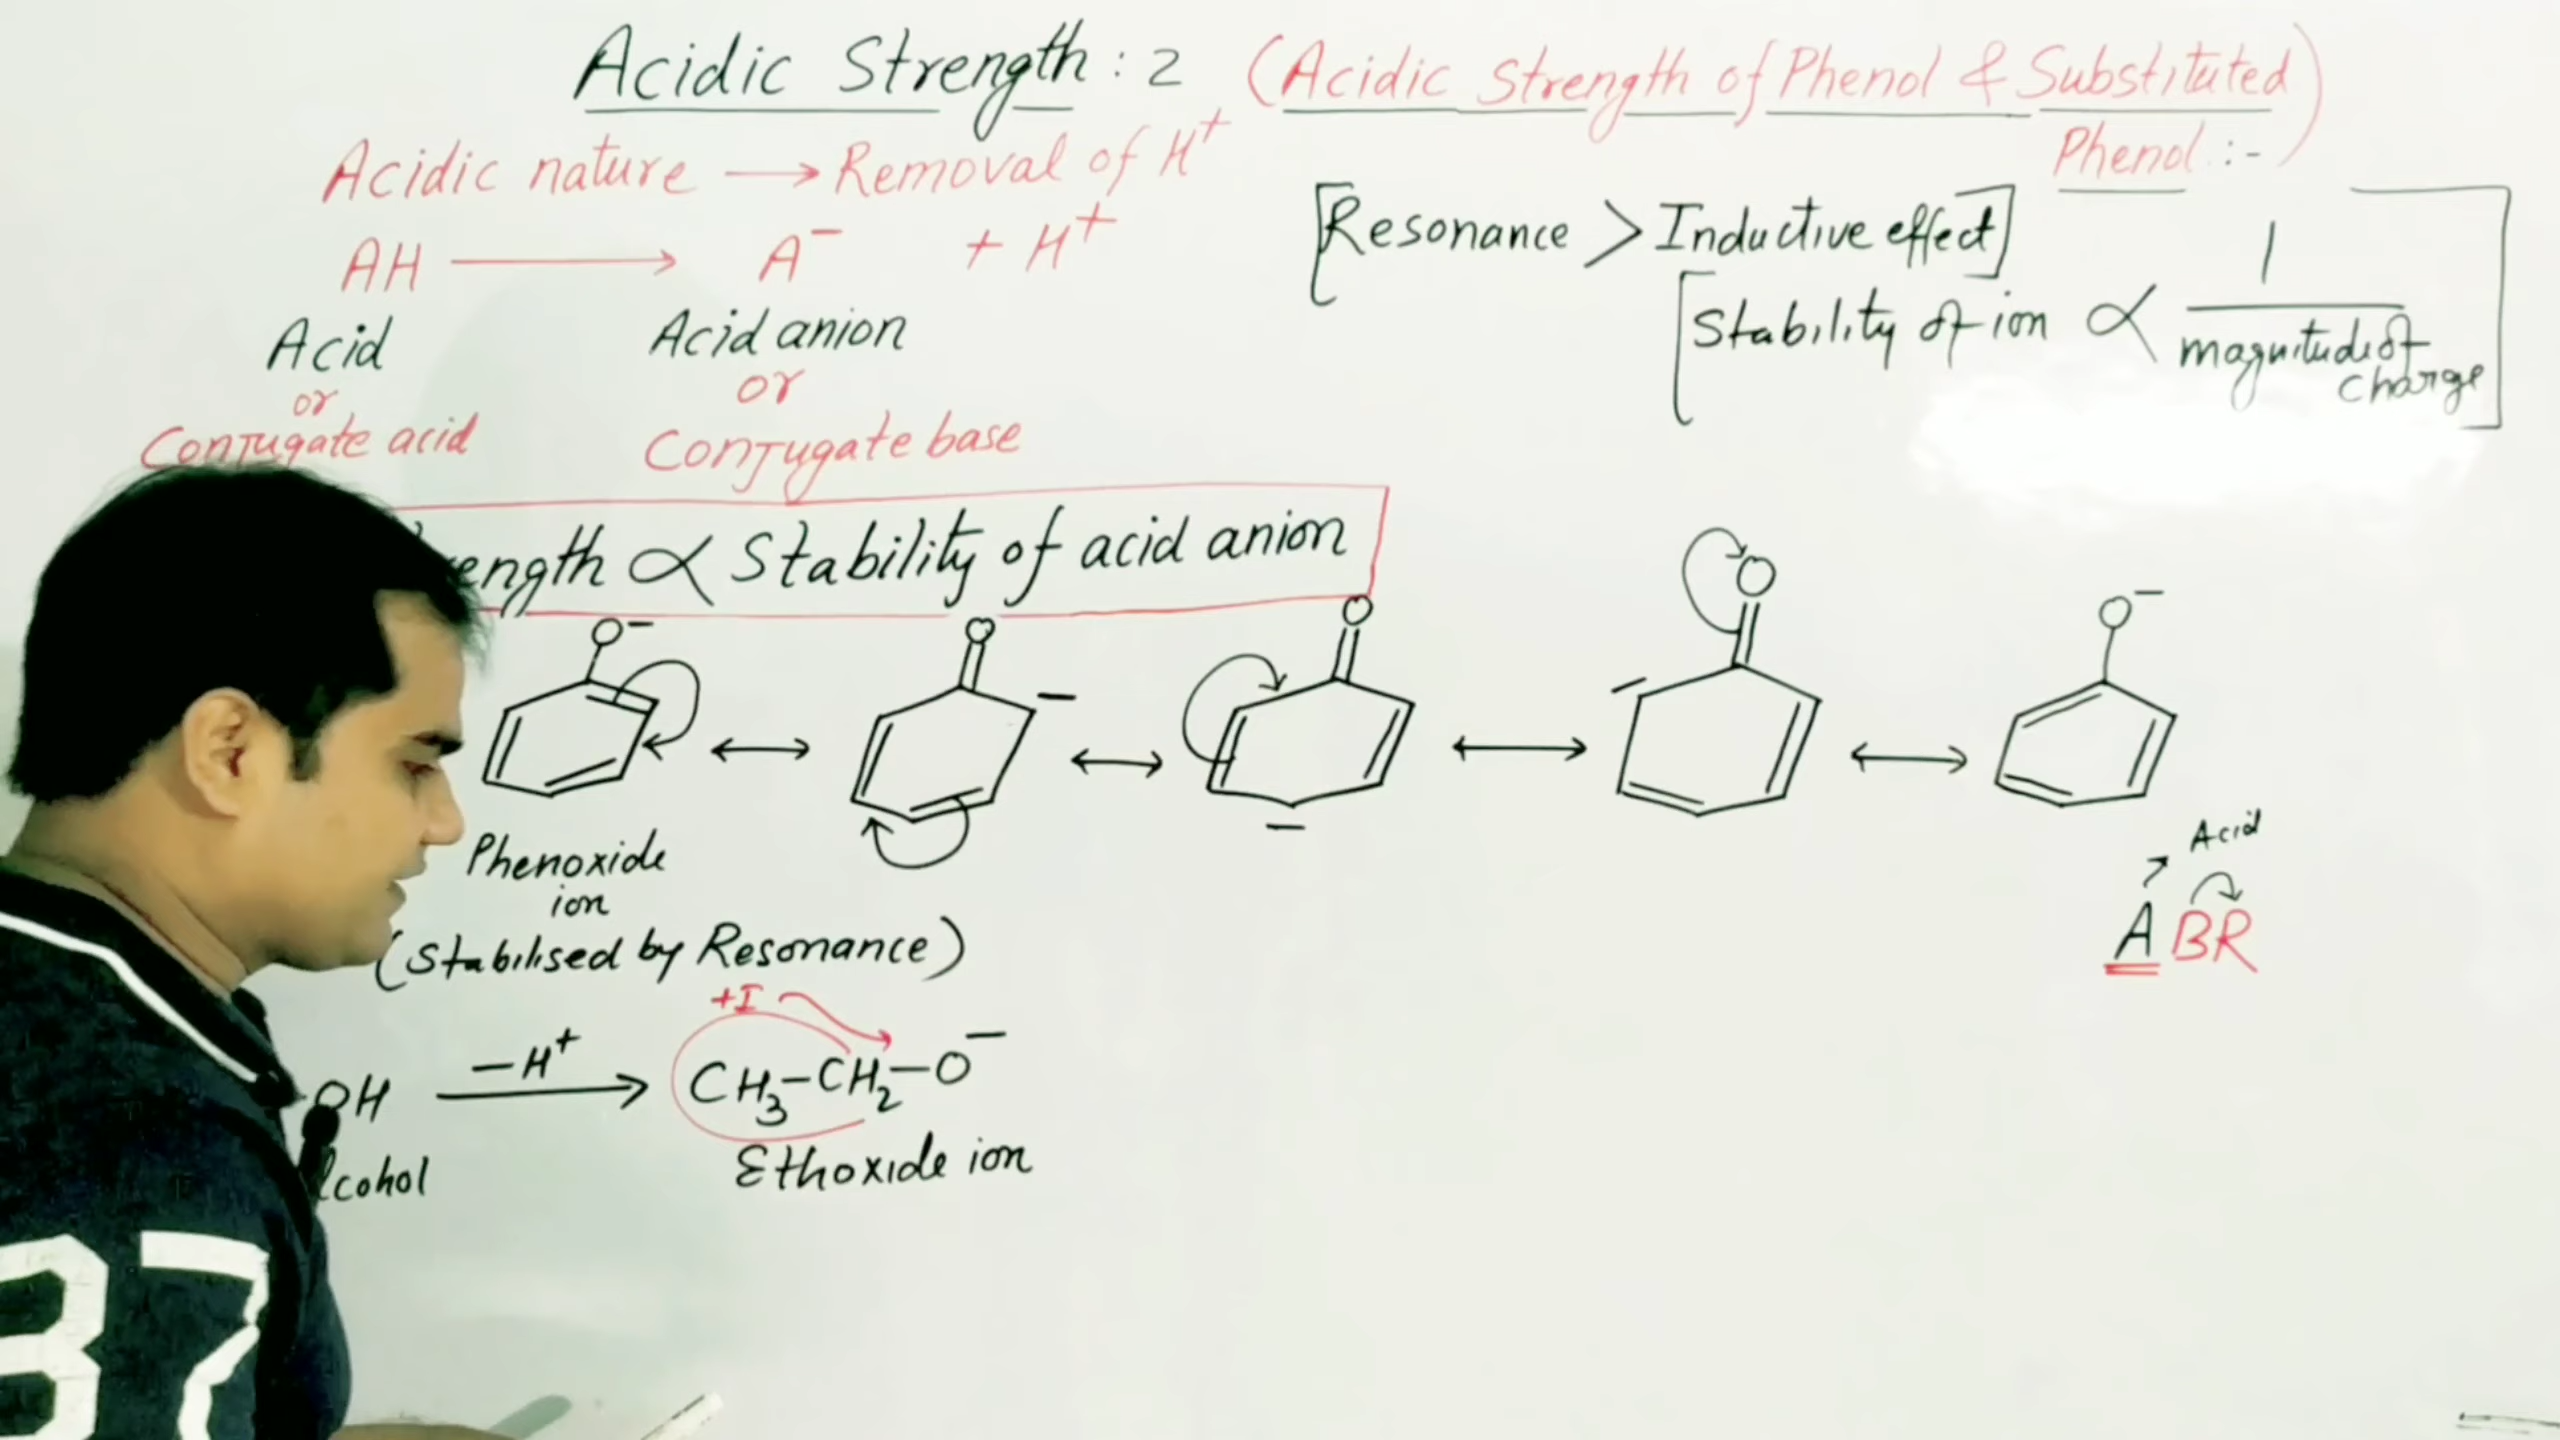 Acidic Strength : 2 (Acidic Strength of Phenol & Substituted
Phenol :-)
Acidic nature → Removal of H⁺
AH → A⁻ + H⁺
Acid Acid anion
or or
Conjugate acid Conjugate base
[Resonance > Inductive effect]
[Stability of ion ∝ 1 / magnitude of charge]
∝ Stability of acid anion
O⁻ O O O O⁻
↔ ↔ ↔ ↔
Phenoxide
ion
(Stabilised by Resonance)
Acid
A BR
+I
OH −H⁺ → CH₃–CH₂–O⁻
Ethoxide ion
37